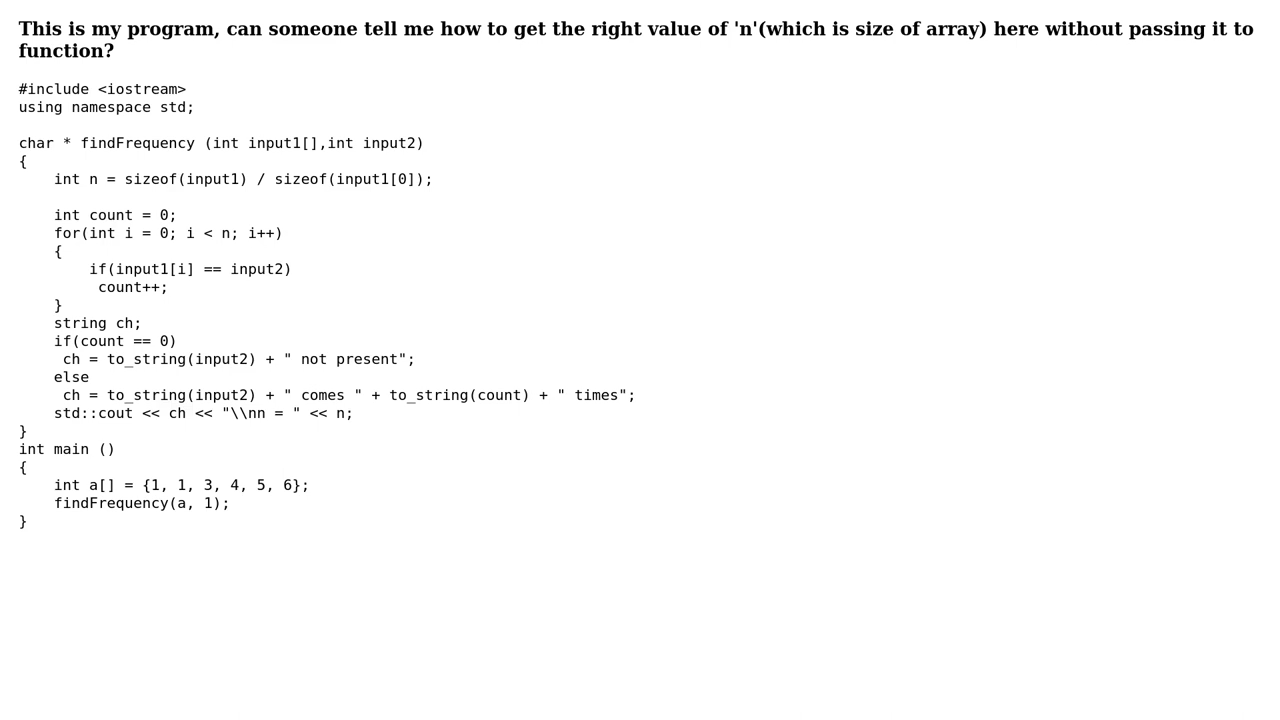 This is my program, can someone tell me how to get the right value of 'n'(which is size of array) here without passing it to
function?
#include <iostream>
using namespace std;
char * findFrequency (int input1[],int input2)
{
    int n = sizeof(input1) / sizeof(input1[0]);
    int count = 0;
    for(int i = 0; i < n; i++)
    {
        if(input1[i] == input2)
         count++;
    }
    string ch;
    if(count == 0)
     ch = to_string(input2) + " not present";
    else
     ch = to_string(input2) + " comes " + to_string(count) + " times";
    std::cout << ch << "\\nn = " << n;
}
int main ()
{
    int a[] = {1, 1, 3, 4, 5, 6};
    findFrequency(a, 1);
}